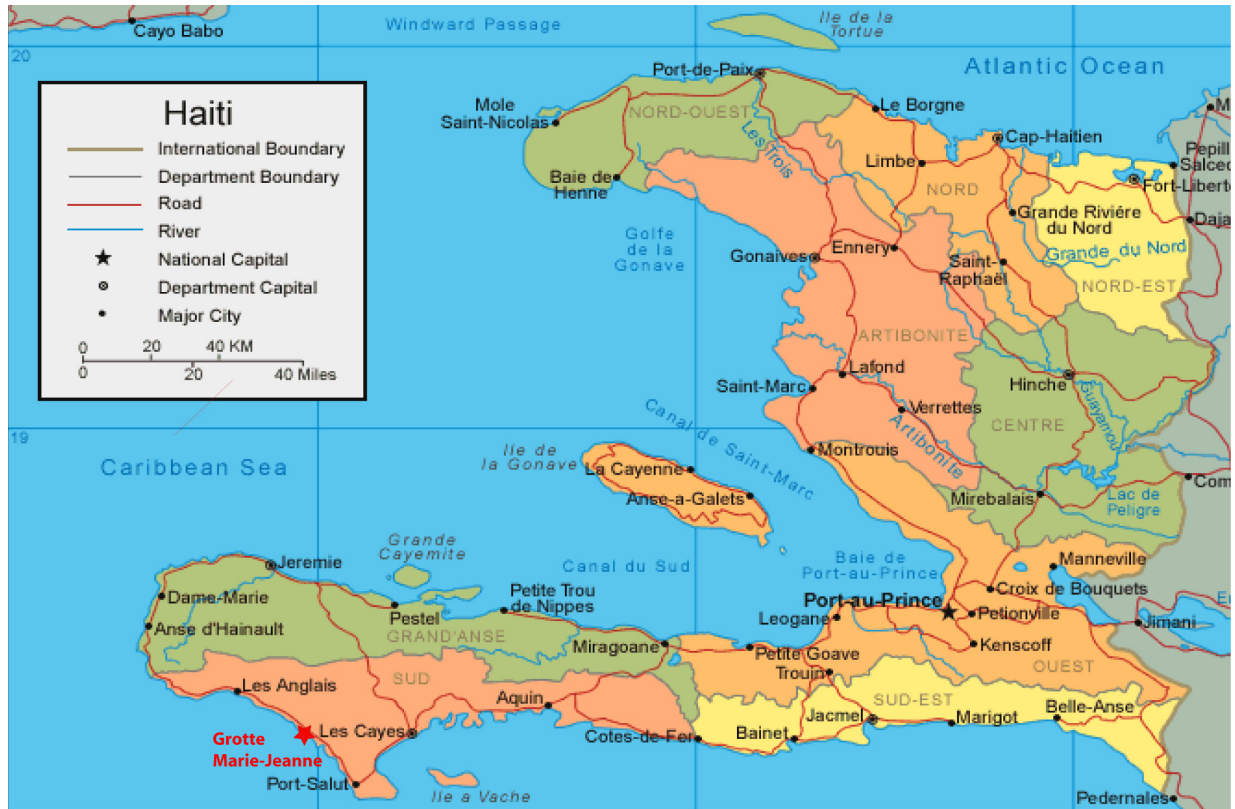 Cayo Babo
Windward Passage
Ile de la
Tortue
20
Port-de-Paix
Atlantic Ocean
Haiti
International Boundary
Department Boundary
Road
River
National Capital
Department Capital
Major City
0 20 40 KM
0 20 40 Miles
Mole
Saint-Nicolas
NORD-OUEST
Le Borgne
Les Trois
Cap-Haitien
Limbe
Pepill
Salced
Baie de
Henne
NORD
Fort-Liberte
Grande Riviére
du Nord
Daja
Golfe
de la
Gonave
Gonaives
Ennery
Saint-
Raphaël
Grande du Nord
NORD-EST
ARTIBONITE
Lafond
Saint-Marc
Hinche
Guayamou
Verrettes
Canal de Saint-Marc
Artibonite
CENTRE
19
Caribbean Sea
Ile de
la Gonave
La Cayenne
Montrouis
Anse-a-Galets
Mirebalais
Lac de
Peligre
Com
Grande
Cayemite
Canal du Sud
Baie de
Port-au-Prince
Manneville
Jeremie
Dame-Marie
Petite Trou
de Nippes
Croix de Bouquets
Port-au-Prince
Pestel
Leogane
Petionville
Jimani
Anse d'Hainault
GRAND'ANSE
Miragoane
Petite Goave
Kenscoff
OUEST
Trouin
Les Anglais
SUD
Aquin
SUD-EST
Belle-Anse
Grotte
Marie-Jeanne
Les Cayes
Cotes-de-Fer
Bainet
Jacmel
Marigot
Port-Salut
Ile a Vache
Pedernales